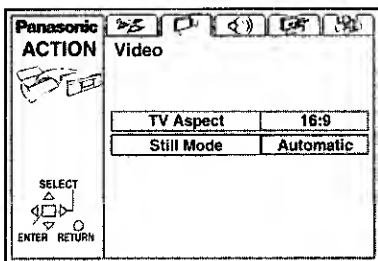 Panasonic
ACTION
Video
TV Aspect 16:9
Still Mode Automatic
SELECT
ENTER RETURN